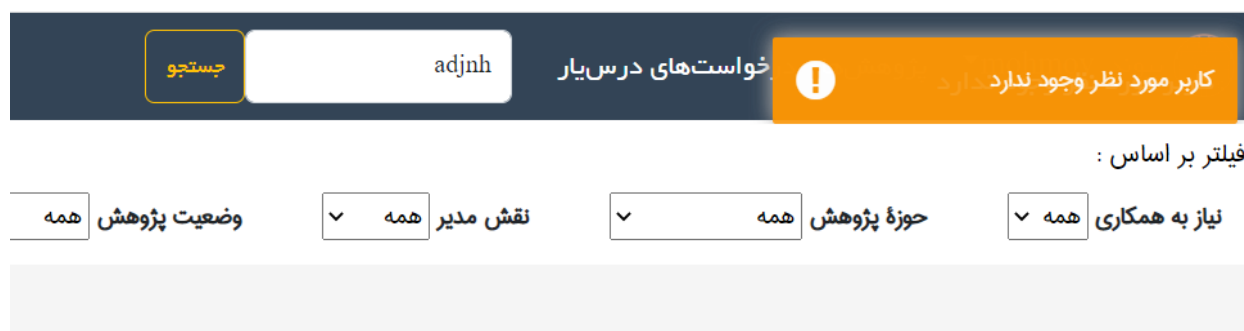 کاربر مورد نظر وجود ندارد
خواست‌های درس‌یار
adjnh
جستجو
فیلتر بر اساس :
نیاز به همکاری همه
حوزهٔ پژوهش همه
نقش مدیر همه
وضعیت پژوهش همه